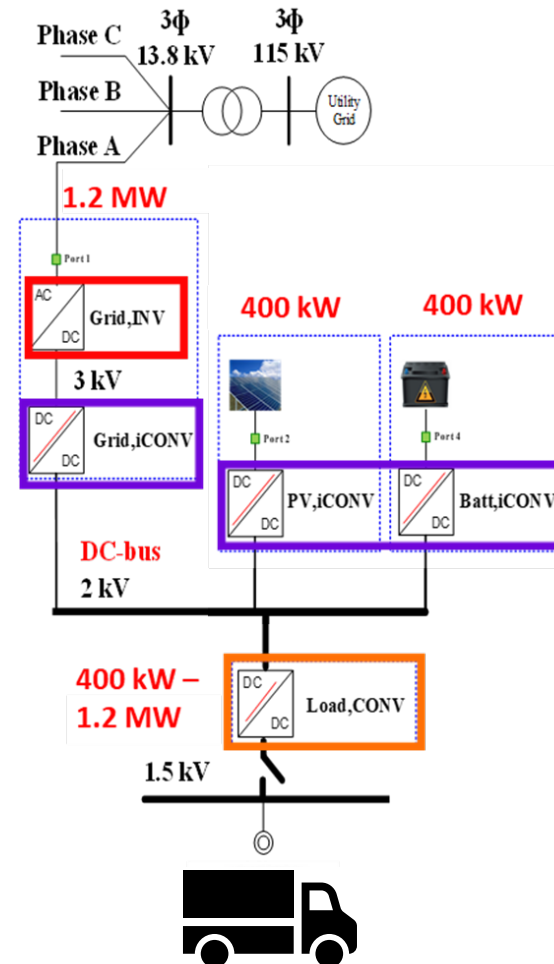 3ϕ
3ϕ
Phase C
13.8 kV
115 kV
Phase B
Utility
Grid
Phase A
1.2 MW
Port 1
AC
DC
Grid,INV
400 kW
400 kW
3 kV
DC
DC
Grid,iCONV
Port 2
Port 4
DC
DC
PV,iCONV
DC
DC
Batt,iCONV
DC-bus
2 kV
400 kW –
1.2 MW
DC
DC
Load,CONV
1.5 kV